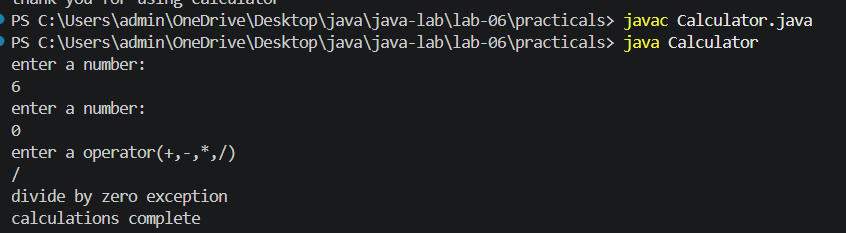 thank you for using calculator
PS C:\Users\admin\OneDrive\Desktop\java\java-lab\lab-06\practicals> javac Calculator.java
PS C:\Users\admin\OneDrive\Desktop\java\java-lab\lab-06\practicals> java Calculator
enter a number:
6
enter a number:
0
enter a operator(+,-,*,/)
/
divide by zero exception
calculations complete